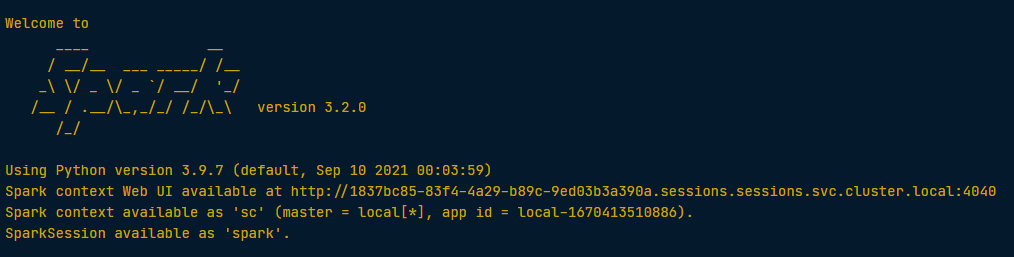 Welcome to
      ____              __
     / __/__  ___ _____/ /__
    _\ \/ _ \/ _ `/ __/  '_/
   /__ / .__/\_,_/_/ /_/\_\   version 3.2.0
      /_/
Using Python version 3.9.7 (default, Sep 10 2021 00:03:59)
Spark context Web UI available at http://1837bc85-83f4-4a29-b89c-9ed03b3a390a.sessions.sessions.svc.cluster.local:4040
Spark context available as 'sc' (master = local[*], app id = local-1670413510886).
SparkSession available as 'spark'.